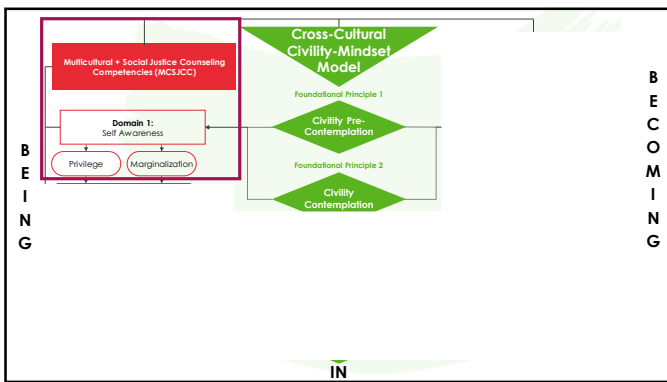 Cross-Cultural
Civility-Mindset
Model
Multicultural + Social Justice Counseling
Competencies (MCSJCC)
Foundational Principle 1
Domain 1:
Self Awareness
Civitity Pre-
Contemplation
Privilege
Marginalization
Foundational Principle 2
Civility
Contemplation
B
E
I
N
G
B
E
C
O
M
I
N
G
IN